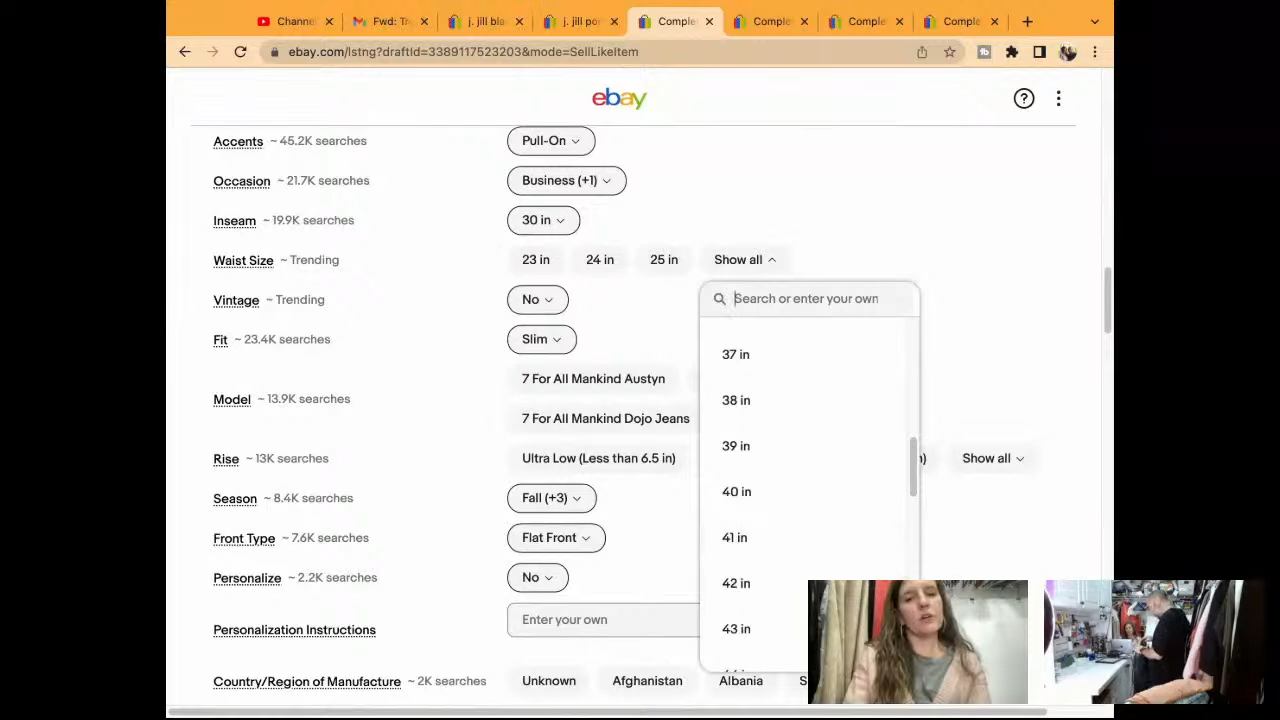 Channel
Fwd: Tr
j. jill bla
j. jill pon
Comple
Comple
Comple
Comple
ebay.com/lstng?draftId=3389117523203&mode=SellLikeItem
ebay
Accents ~ 45.2K searches Pull-On
Occasion ~ 21.7K searches Business (+1)
Inseam ~ 19.9K searches 30 in
Waist Size ~ Trending 23 in 24 in 25 in Show all
Vintage ~ Trending No Search or enter your own
Fit ~ 23.4K searches Slim
37 in
7 For All Mankind Austyn
Model ~ 13.9K searches
38 in
7 For All Mankind Dojo Jeans
39 in
Rise ~ 13K searches Ultra Low (Less than 6.5 in) n) Show all
40 in
Season ~ 8.4K searches Fall (+3)
Front Type ~ 7.6K searches Flat Front 41 in
Personalize ~ 2.2K searches No 42 in
Personalization Instructions Enter your own 43 in
Country/Region of Manufacture ~ 2K searches Unknown Afghanistan Albania